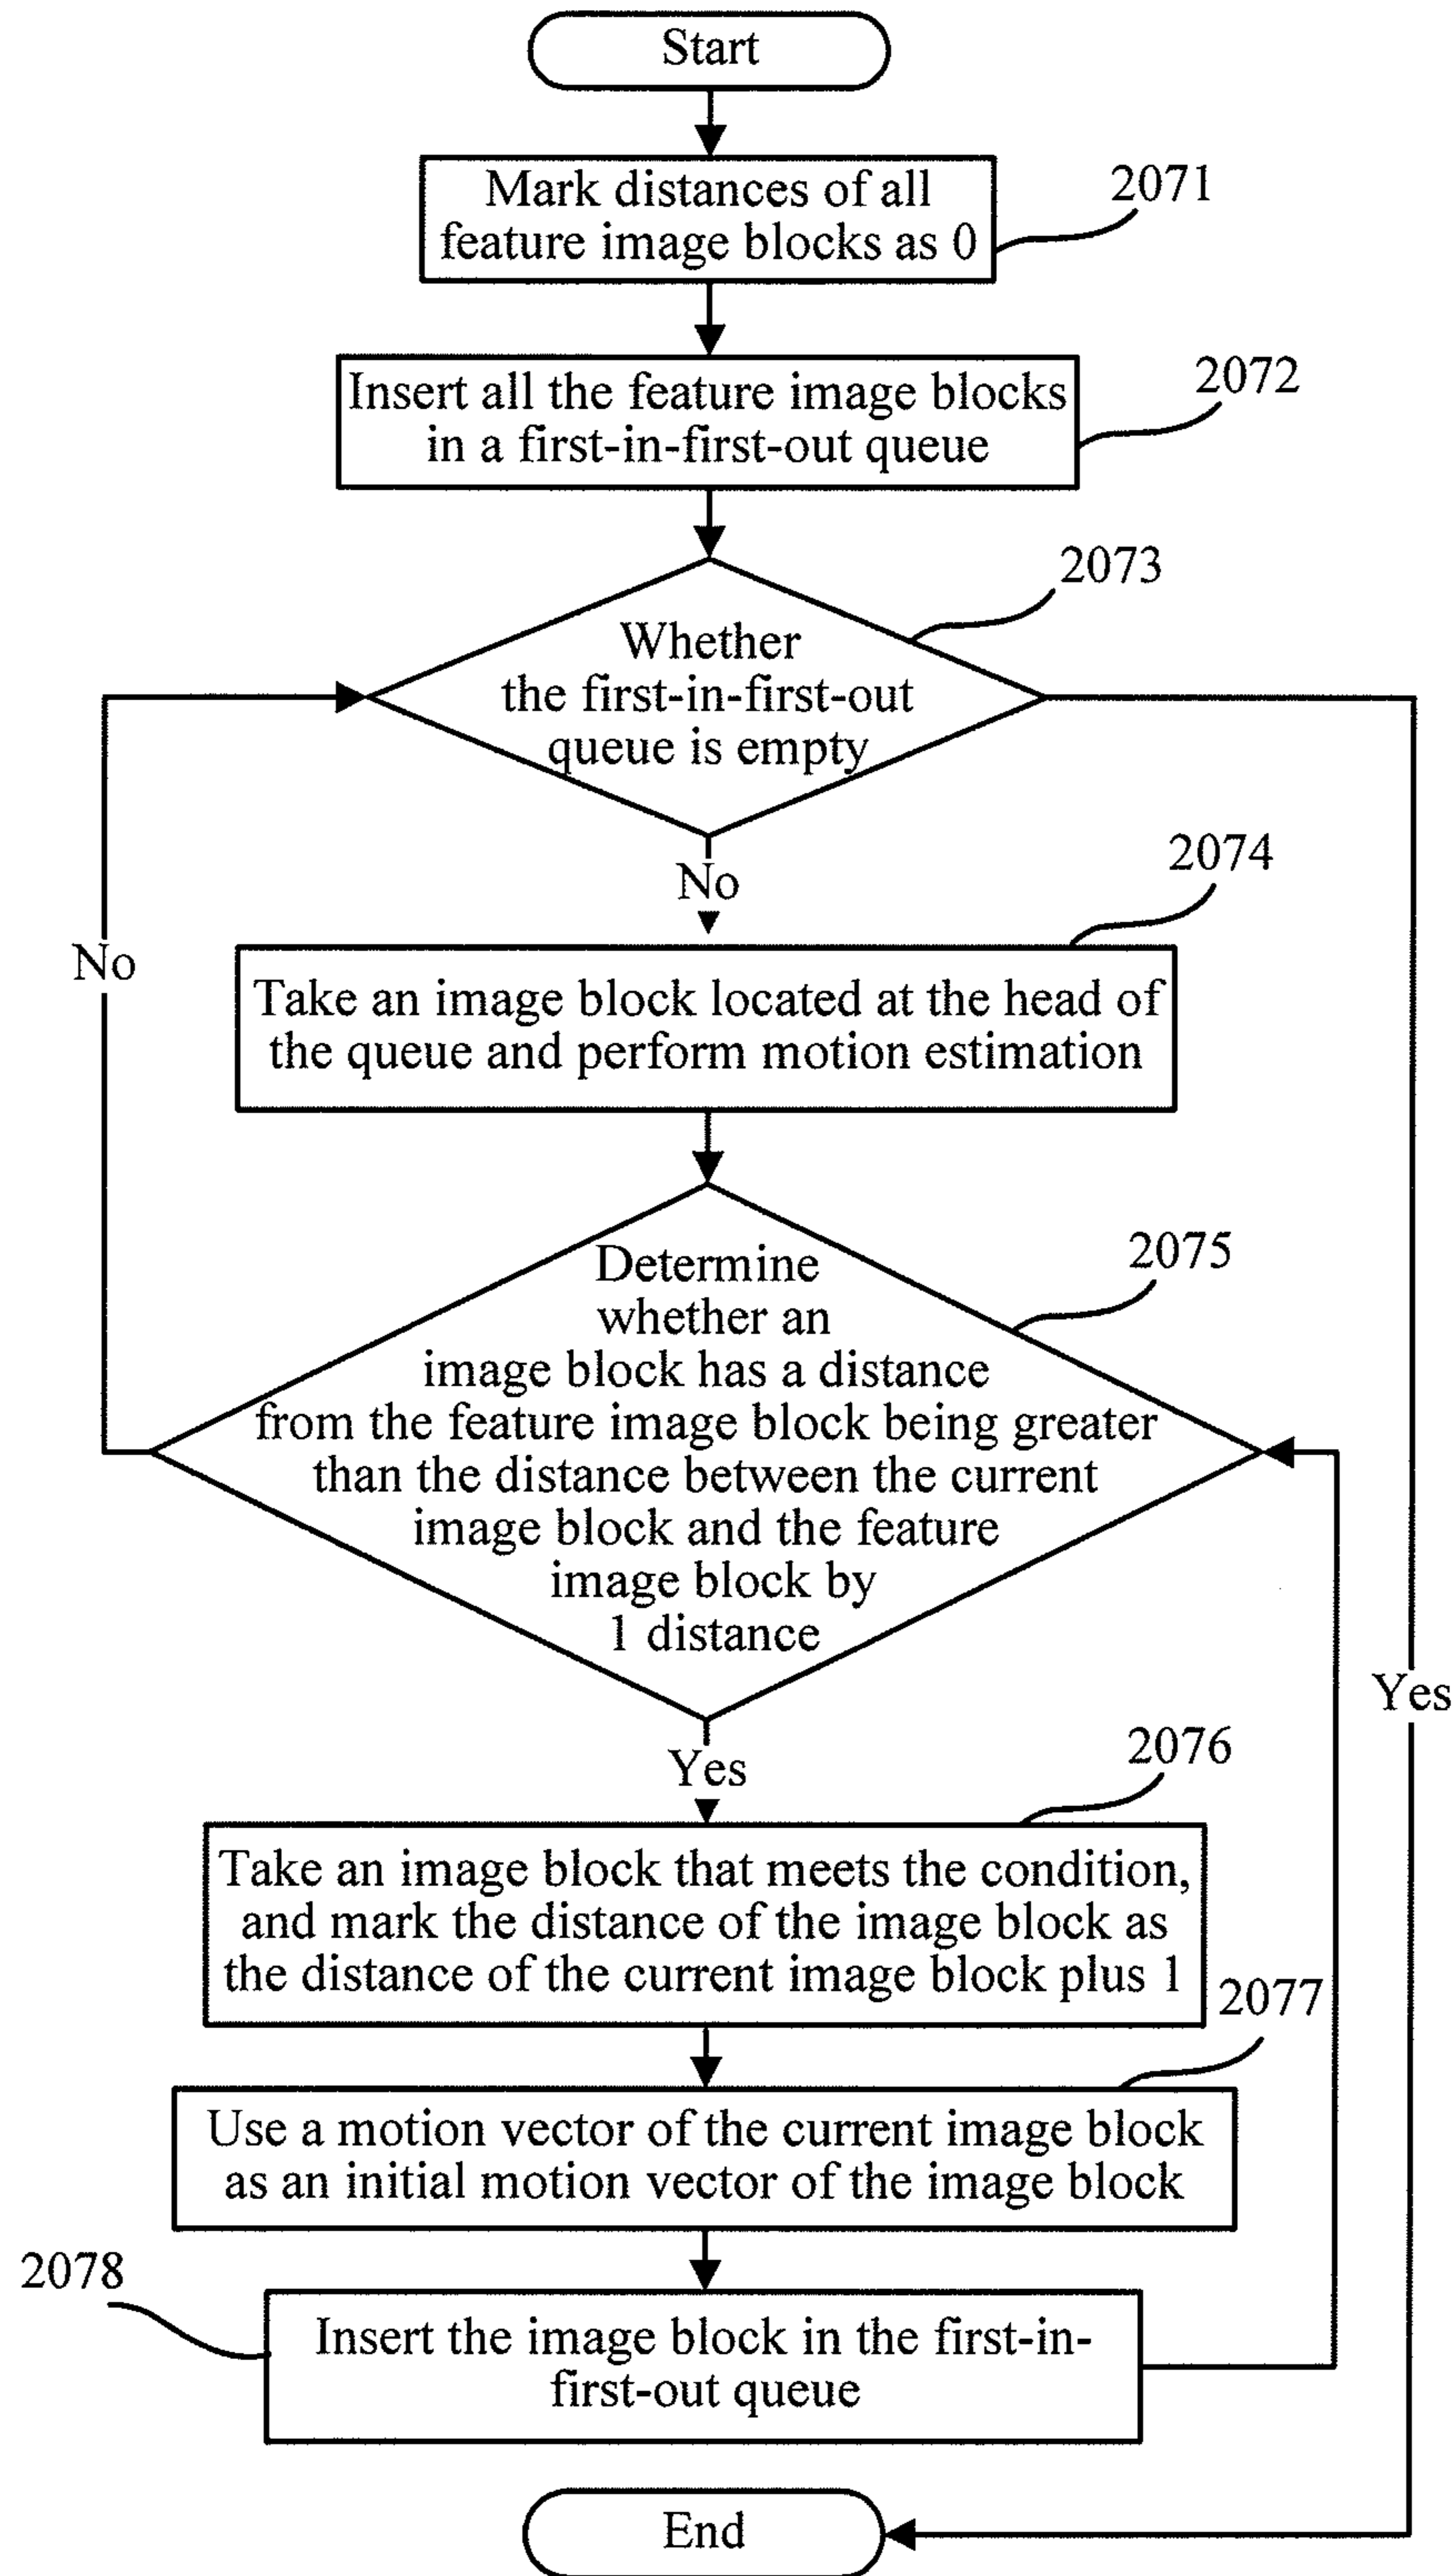 Start
Mark distances of all
feature image blocks as 0
2071
Insert all the feature image blocks
in a first-in-first-out queue
2072
2073
Whether
the first-in-first-out
queue is empty
No
2074
No
Take an image block located at the head of
the queue and perform motion estimation
2075
Determine
whether an
image block has a distance
from the feature image block being greater
than the distance between the current
image block and the feature
image block by
1 distance
Yes
Yes
2076
Take an image block that meets the condition,
and mark the distance of the image block as
the distance of the current image block plus 1
2077
Use a motion vector of the current image block
as an initial motion vector of the image block
2078
Insert the image block in the first-in-
first-out queue
End